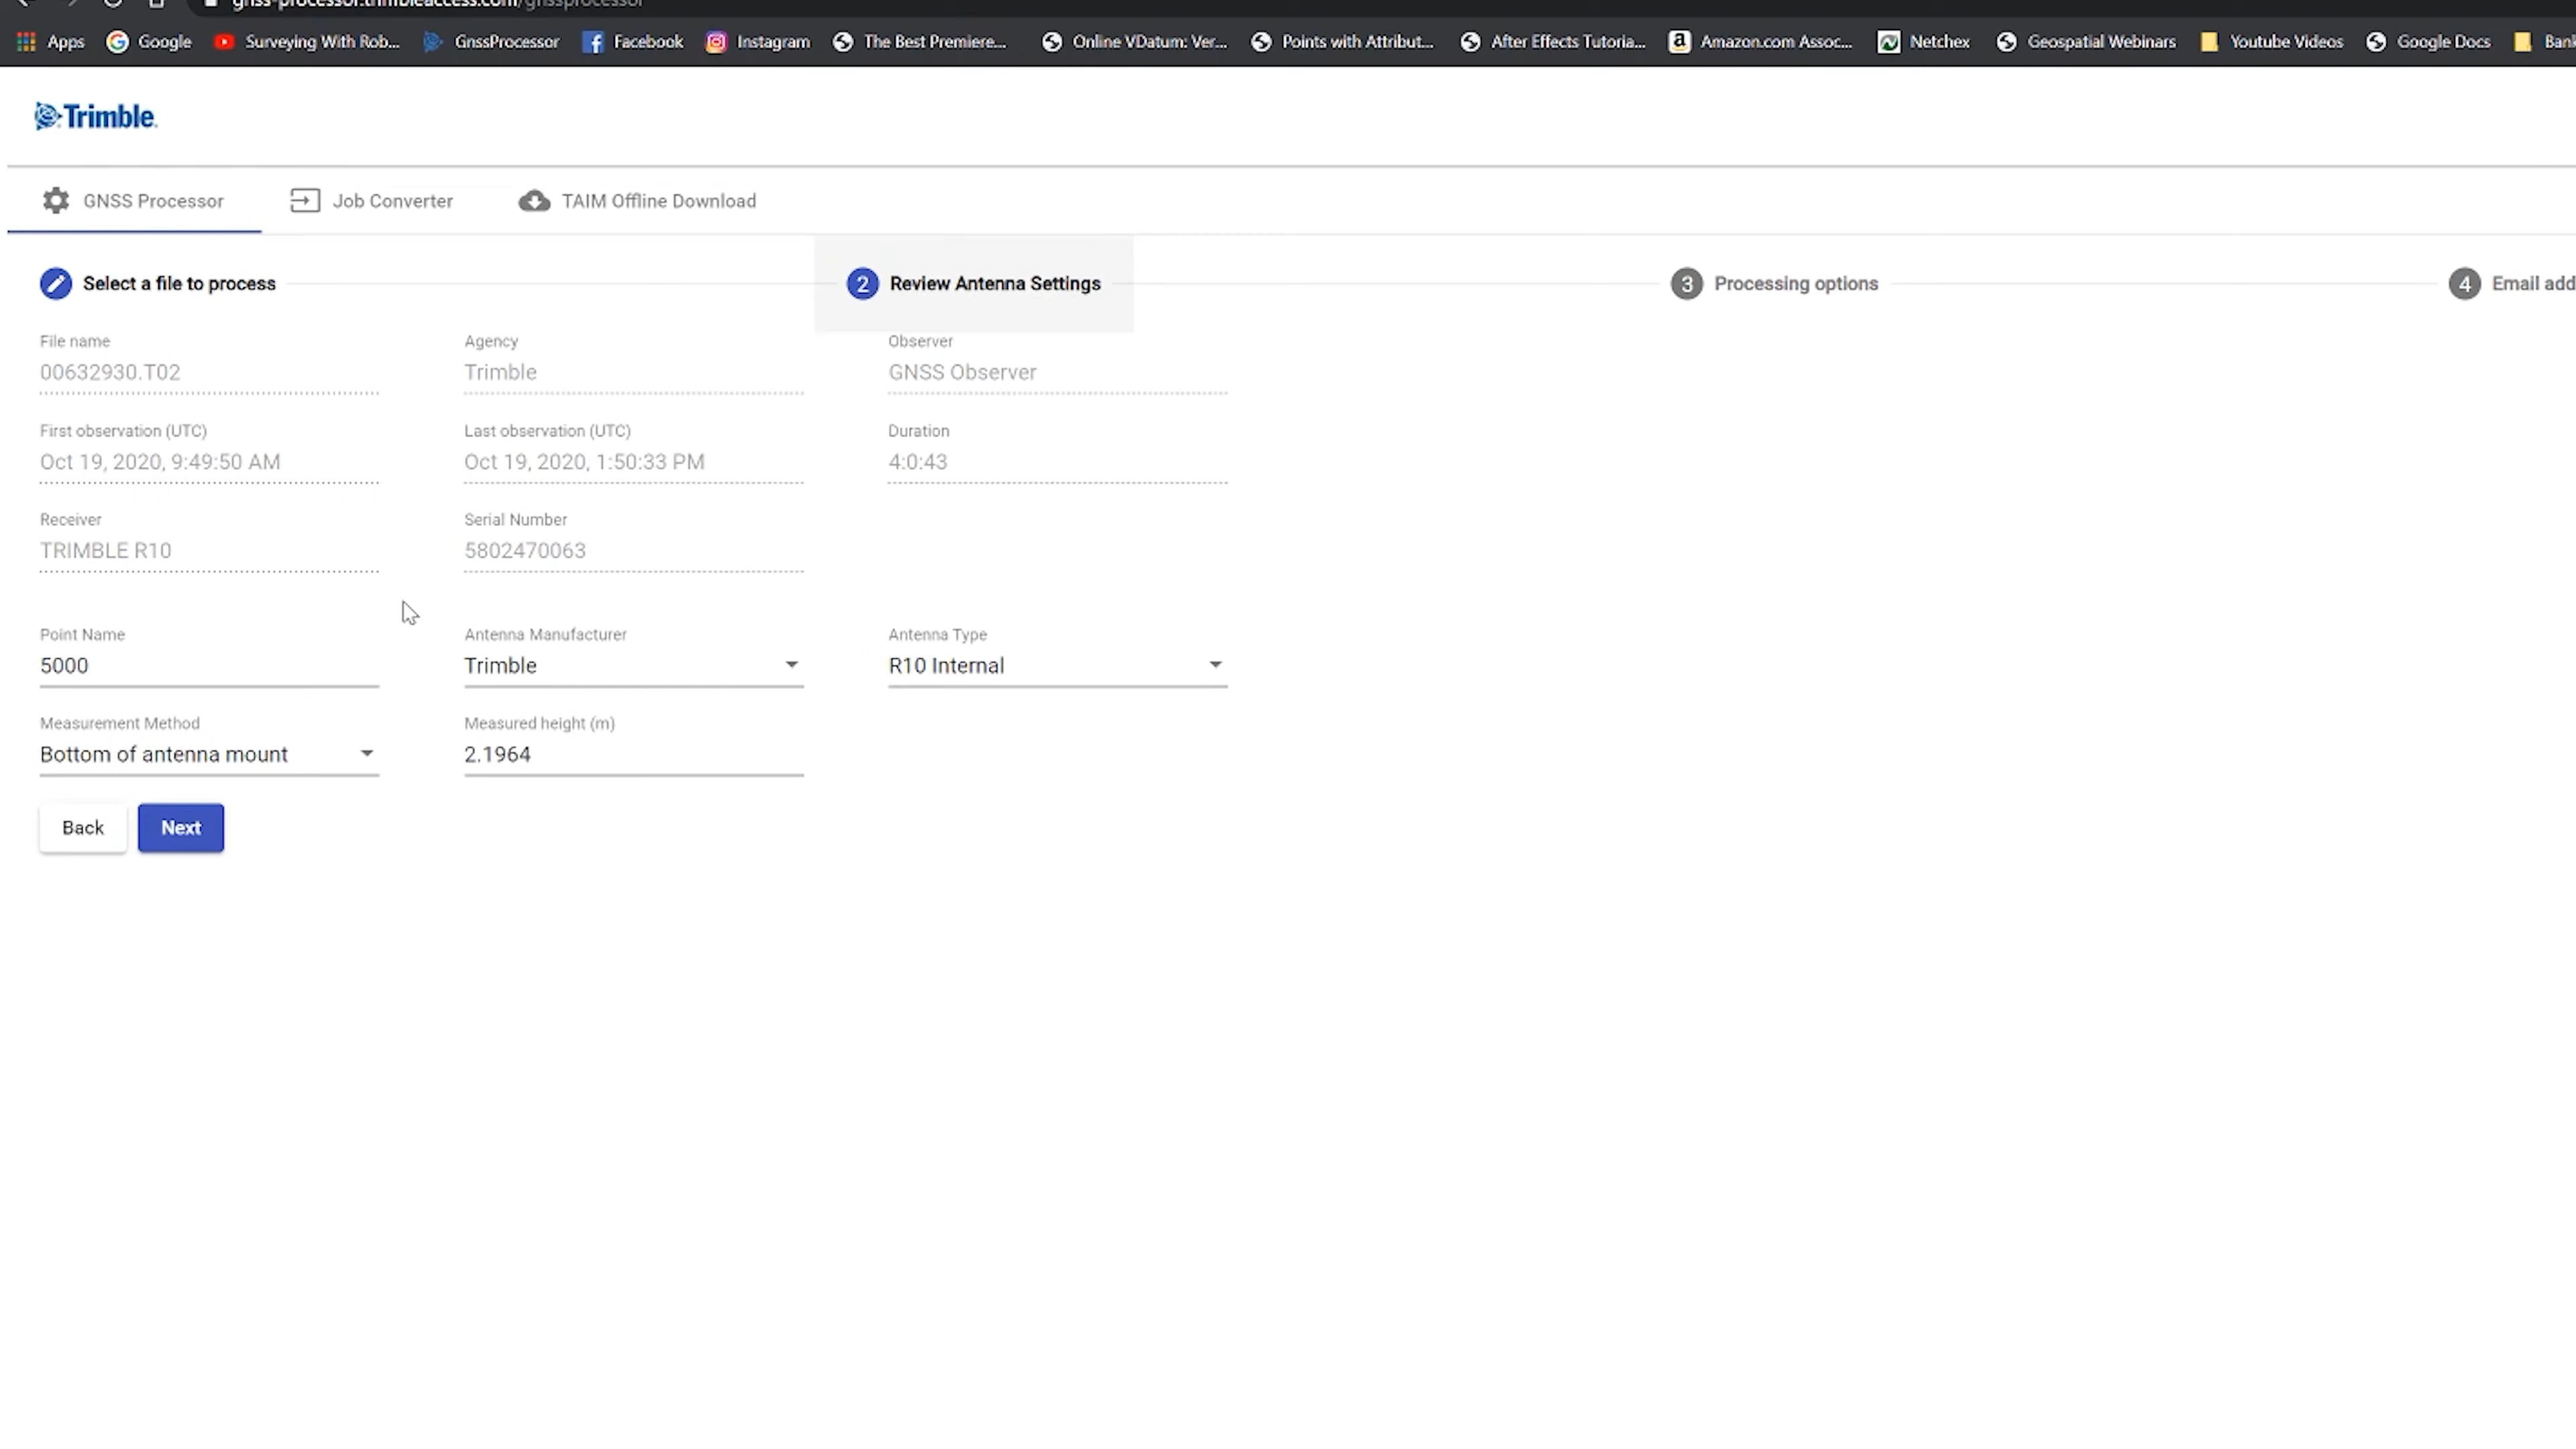 gnss-processor.trimbleaccess.com/gnssprocessor
Apps Google Surveying With Rob... GnssProcessor Facebook Instagram The Best Premiere... Online VDatum: Ver... Points with Attribut... After Effects Tutoria... Amazon.com Assoc... Netchex Geospatial Webinars Youtube Videos Google Docs Bank
Trimble
GNSS Processor Job Converter TAIM Offline Download
Select a file to process 2 Review Antenna Settings 3 Processing options 4 Email add
File name Agency Observer
00632930.T02 Trimble GNSS Observer
First observation (UTC) Last observation (UTC) Duration
Oct 19, 2020, 9:49:50 AM Oct 19, 2020, 1:50:33 PM 4:0:43
Receiver Serial Number
TRIMBLE R10 5802470063
Point Name Antenna Manufacturer Antenna Type
5000 Trimble R10 Internal
Measurement Method Measured height (m)
Bottom of antenna mount 2.1964
Back Next